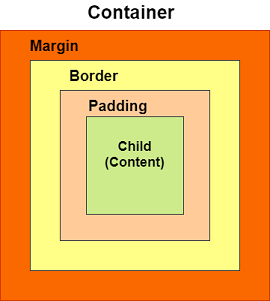 Container
Margin
Border
Padding
Child
(Content)